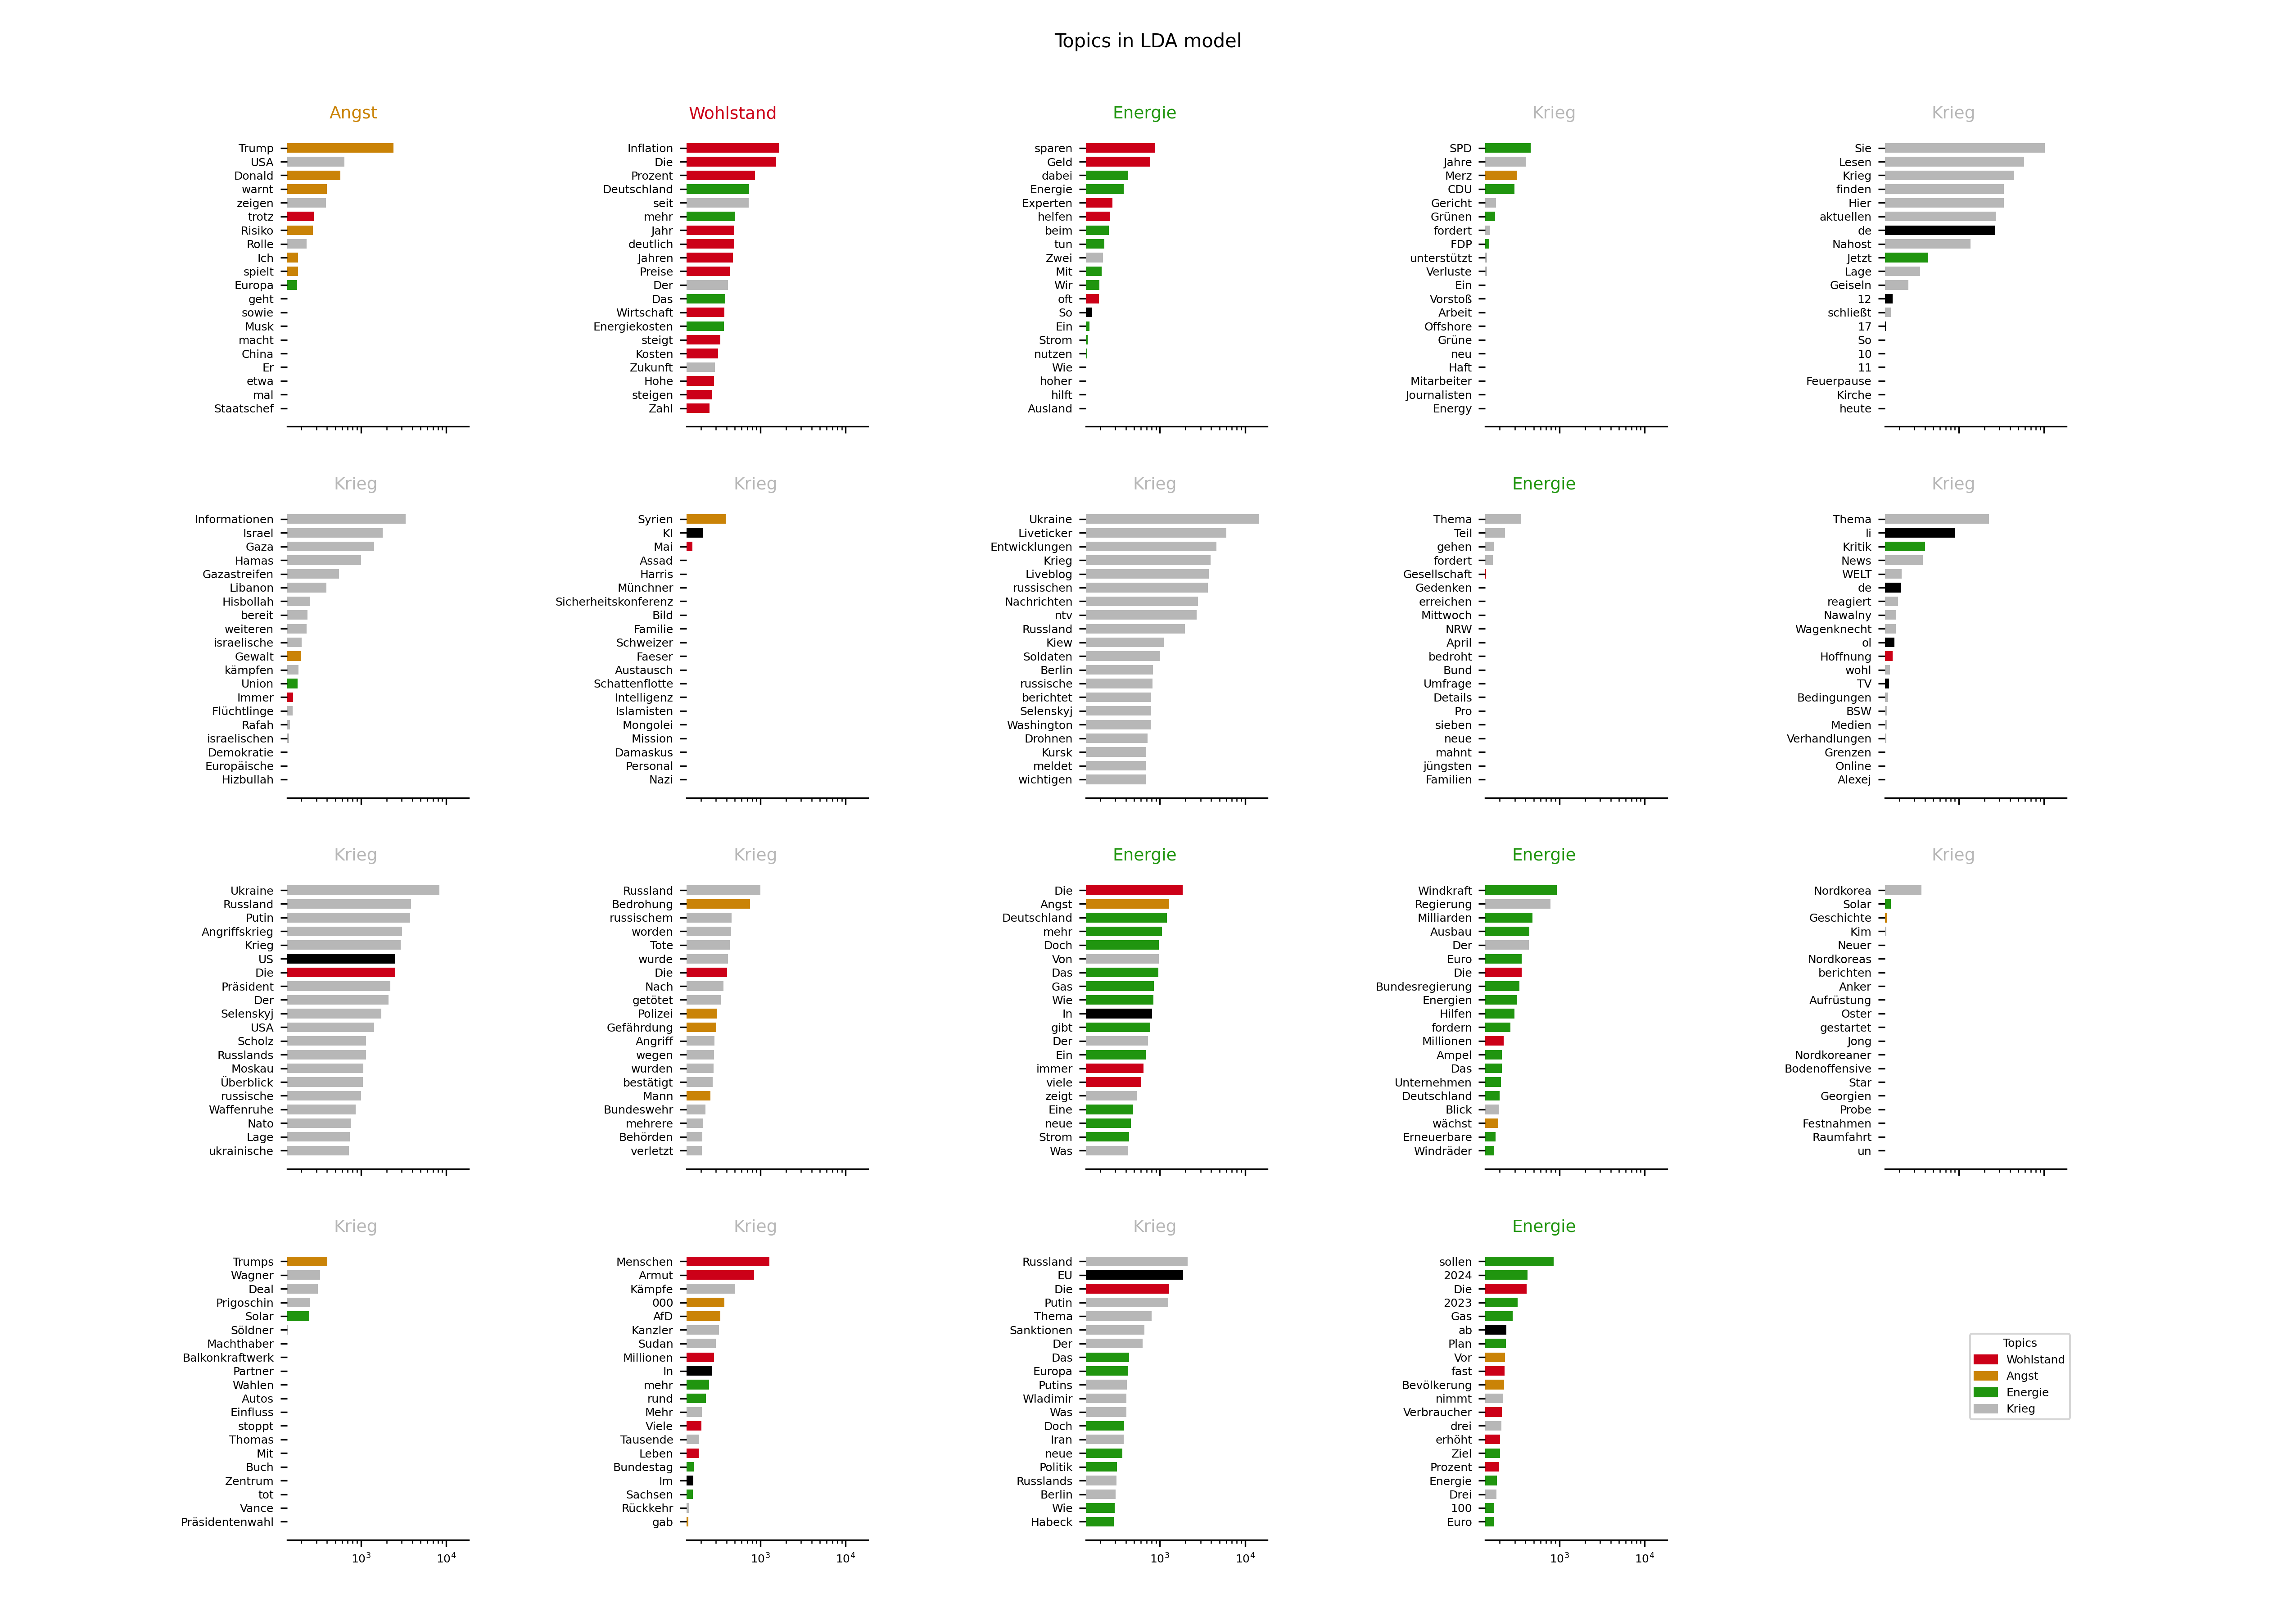 Topics in LDA model
Angst
Trump
USA
Donald
warnt
zeigen
trotz
Risiko
Rolle
Ich
spielt
Europa
geht
sowie
Musk
macht
China
Er
etwa
mal
Staatschef
Wohlstand
Inflation
Die
Prozent
Deutschland
seit
mehr
Jahr
deutlich
Jahren
Preise
Der
Das
Wirtschaft
Energiekosten
steigt
Kosten
Zukunft
Hohe
steigen
Zahl
Energie
sparen
Geld
dabei
Energie
Experten
helfen
beim
tun
Zwei
Mit
Wir
oft
So
Ein
Strom
nutzen
Wie
hoher
hilft
Ausland
Krieg
SPD
Jahre
Merz
CDU
Gericht
Grünen
fordert
FDP
unterstützt
Verluste
Ein
Vorstoß
Arbeit
Offshore
Grüne
neu
Haft
Mitarbeiter
Journalisten
Energy
Krieg
Sie
Lesen
Krieg
finden
Hier
aktuellen
de
Nahost
Jetzt
Lage
Geiseln
12
schließt
17
So
10
11
Feuerpause
Kirche
heute
Krieg
Informationen
Israel
Gaza
Hamas
Gazastreifen
Libanon
Hisbollah
bereit
weiteren
israelische
Gewalt
kämpfen
Union
Immer
Flüchtlinge
Rafah
israelischen
Demokratie
Europäische
Hizbullah
Krieg
Syrien
KI
Mai
Assad
Harris
Münchner
Sicherheitskonferenz
Bild
Familie
Schweizer
Faeser
Austausch
Schattenflotte
Intelligenz
Islamisten
Mongolei
Mission
Damaskus
Personal
Nazi
Krieg
Ukraine
Liveticker
Entwicklungen
Krieg
Liveblog
russischen
Nachrichten
ntv
Russland
Kiew
Soldaten
Berlin
russische
berichtet
Selenskyj
Washington
Drohnen
Kursk
meldet
wichtigen
Energie
Thema
Teil
gehen
fordert
Gesellschaft
Gedenken
erreichen
Mittwoch
NRW
April
bedroht
Bund
Umfrage
Details
Pro
sieben
neue
mahnt
jüngsten
Familien
Krieg
Thema
li
Kritik
News
WELT
de
reagiert
Nawalny
Wagenknecht
ol
Hoffnung
wohl
TV
Bedingungen
BSW
Medien
Verhandlungen
Grenzen
Online
Alexej
Krieg
Ukraine
Russland
Putin
Angriffskrieg
Krieg
US
Die
Präsident
Der
Selenskyj
USA
Scholz
Russlands
Moskau
Überblick
russische
Waffenruhe
Nato
Lage
ukrainische
Krieg
Russland
Bedrohung
russischem
worden
Tote
wurde
Die
Nach
getötet
Polizei
Gefährdung
Angriff
wegen
wurden
bestätigt
Mann
Bundeswehr
mehrere
Behörden
verletzt
Energie
Die
Angst
Deutschland
mehr
Doch
Von
Das
Gas
Wie
In
gibt
Der
Ein
immer
viele
zeigt
Eine
neue
Strom
Was
Energie
Windkraft
Regierung
Milliarden
Ausbau
Der
Euro
Die
Bundesregierung
Energien
Hilfen
fordern
Millionen
Ampel
Das
Unternehmen
Deutschland
Blick
wächst
Erneuerbare
Windräder
Krieg
Nordkorea
Solar
Geschichte
Kim
Neuer
Nordkoreas
berichten
Anker
Aufrüstung
Oster
gestartet
Jong
Nordkoreaner
Bodenoffensive
Star
Georgien
Probe
Festnahmen
Raumfahrt
un
Krieg
Trumps
Wagner
Deal
Prigoschin
Solar
Söldner
Machthaber
Balkonkraftwerk
Partner
Wahlen
Autos
Einfluss
stoppt
Thomas
Mit
Buch
Zentrum
tot
Vance
Präsidentenwahl
10³ 10⁴
Krieg
Menschen
Armut
Kämpfe
000
AfD
Kanzler
Sudan
Millionen
In
mehr
rund
Mehr
Viele
Tausende
Leben
Bundestag
Im
Sachsen
Rückkehr
gab
10³ 10⁴
Krieg
Russland
EU
Die
Putin
Thema
Sanktionen
Der
Das
Europa
Putins
Wladimir
Was
Doch
Iran
neue
Politik
Russlands
Berlin
Wie
Habeck
10³ 10⁴
Energie
sollen
2024
Die
2023
Gas
ab
Plan
Vor
fast
Bevölkerung
nimmt
Verbraucher
drei
erhöht
Ziel
Prozent
Energie
Drei
100
Euro
10³ 10⁴
Topics
Wohlstand
Angst
Energie
Krieg